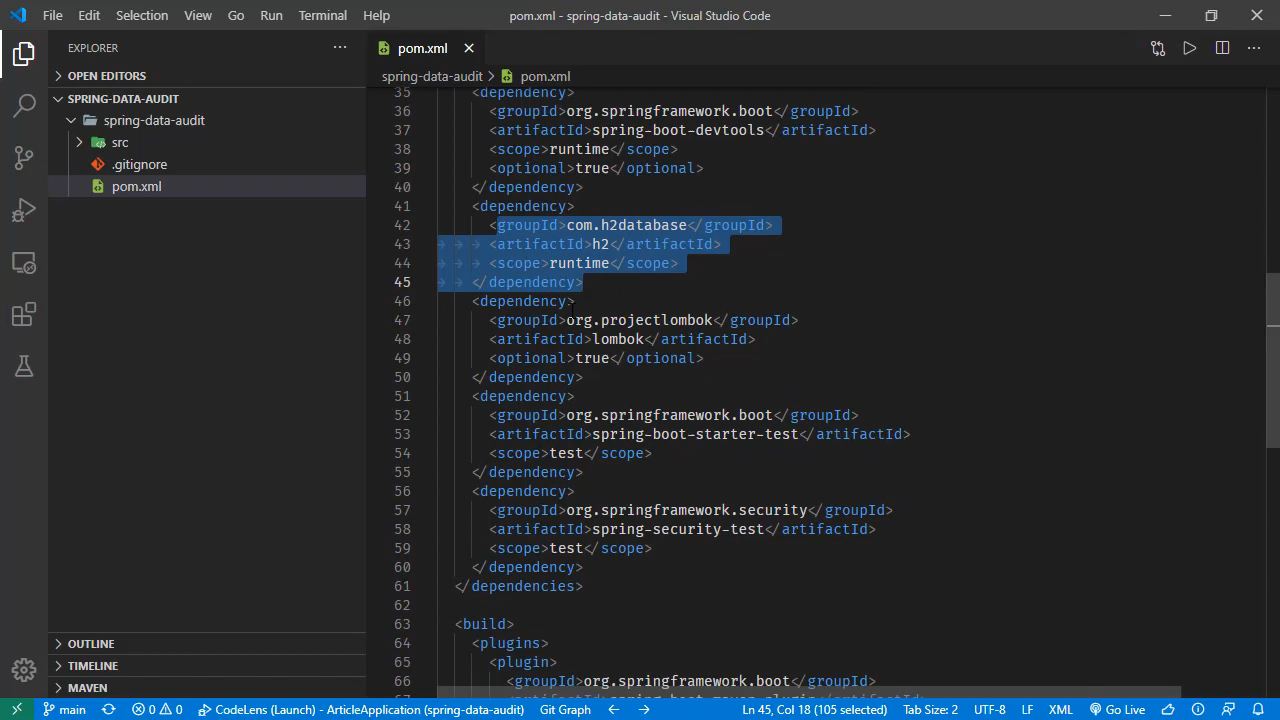 File Edit Selection View Go Run Terminal Help
pom.xml - spring-data-audit - Visual Studio Code
EXPLORER
OPEN EDITORS
SPRING-DATA-AUDIT
spring-data-audit
src
.gitignore
pom.xml
OUTLINE
TIMELINE
MAVEN
pom.xml
spring-data-audit > pom.xml
35 <dependency>
36 <groupId>org.springframework.boot</groupId>
37 <artifactId>spring-boot-devtools</artifactId>
38 <scope>runtime</scope>
39 <optional>true</optional>
40 </dependency>
41 <dependency>
42 <groupId>com.h2database</groupId>
43 <artifactId>h2</artifactId>
44 <scope>runtime</scope>
45 </dependency>
46 <dependency>
47 <groupId>org.projectlombok</groupId>
48 <artifactId>lombok</artifactId>
49 <optional>true</optional>
50 </dependency>
51 <dependency>
52 <groupId>org.springframework.boot</groupId>
53 <artifactId>spring-boot-starter-test</artifactId>
54 <scope>test</scope>
55 </dependency>
56 <dependency>
57 <groupId>org.springframework.security</groupId>
58 <artifactId>spring-security-test</artifactId>
59 <scope>test</scope>
60 </dependency>
61 </dependencies>
62
63 <build>
64 <plugins>
65 <plugin>
66 <groupId>org.springframework.boot</groupId>
main 0 0 CodeLens (Launch) - ArticleApplication (spring-data-audit) Git Graph Ln 45, Col 18 (105 selected) Tab Size: 2 UTF-8 LF XML Go Live